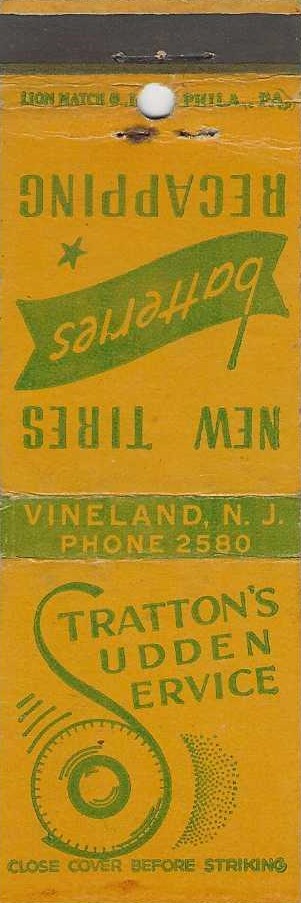 LION MATCH PHILA., PA.
NEW TIRES
batteries
RECAPPING
VINELAND, N. J.
PHONE 2580
STRATTON'S
SUDDEN
SERVICE
CLOSE COVER BEFORE STRIKING